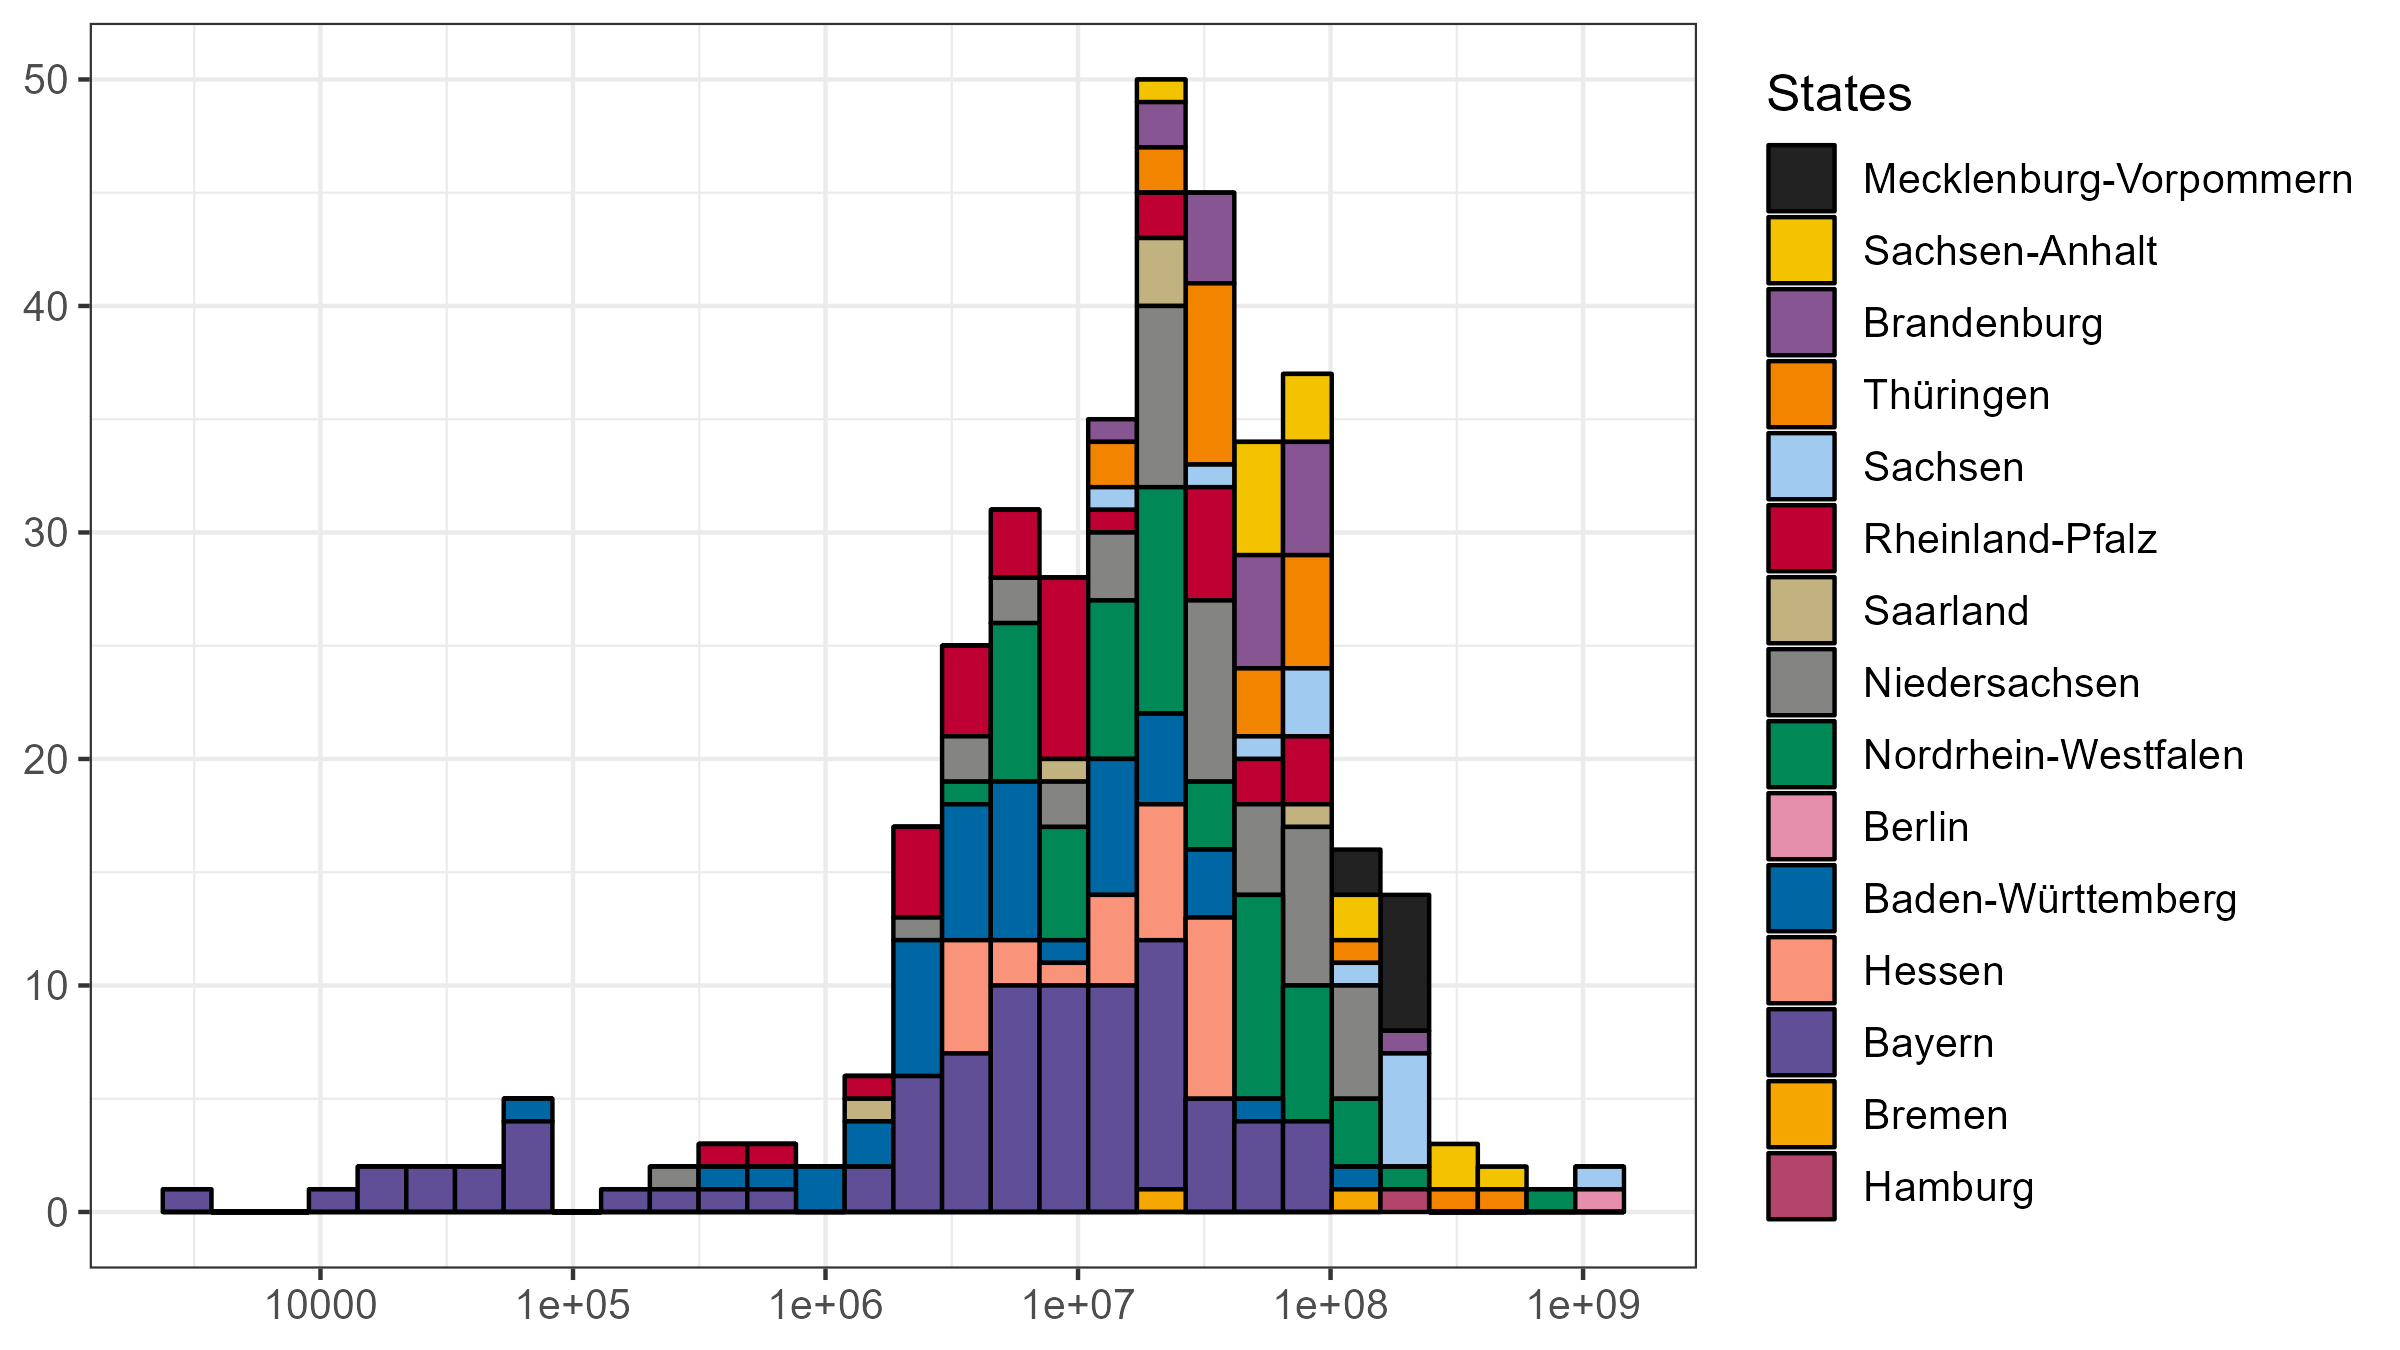 50
40
30
20
10
0
10000
1e+05
1e+06
1e+07
1e+08
1e+09
States
Mecklenburg-Vorpommern
Sachsen-Anhalt
Brandenburg
Thüringen
Sachsen
Rheinland-Pfalz
Saarland
Niedersachsen
Nordrhein-Westfalen
Berlin
Baden-Württemberg
Hessen
Bayern
Bremen
Hamburg